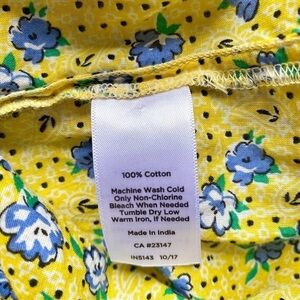 100% Cotton
Machine Wash Cold
Only Non-Chlorine
Bleach When Needed
Tumble Dry Low
Warm Iron, If Needed
Made In India
CA #23147
IN5143 10/17